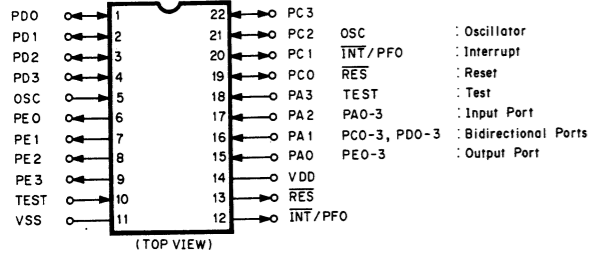 PD0 1 22 PC3
PD1 2 21 PC2 OSC : Oscillator
PD2 3 20 PC1 INT/PFO : Interrupt
PD3 4 19 PC0 RES : Reset
OSC 5 18 PA3 TEST : Test
PE0 6 17 PA2 PA0-3 : Input Port
PE1 7 16 PA1 PC0-3, PD0-3 : Bidirectional Ports
PE2 8 15 PA0 PE0-3 : Output Port
PE3 9 14 VDD
TEST 10 13 RES
VSS 11 12 INT/PFO
(TOP VIEW)